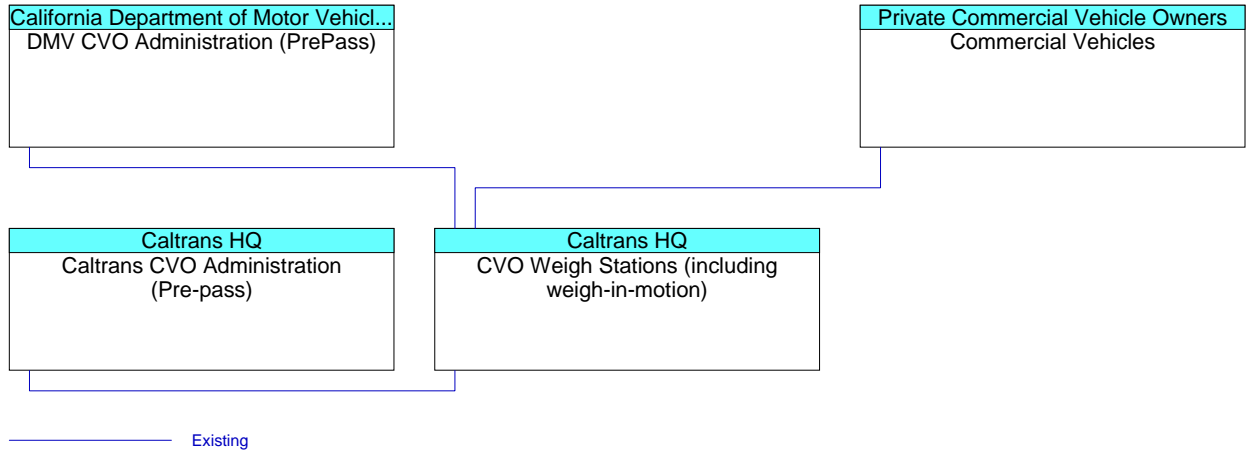 California Department of Motor Vehicl...
DMV CVO Administration (PrePass)
Private Commercial Vehicle Owners
Commercial Vehicles
Caltrans HQ
Caltrans CVO Administration
(Pre-pass)
Caltrans HQ
CVO Weigh Stations (including
weigh-in-motion)
Existing